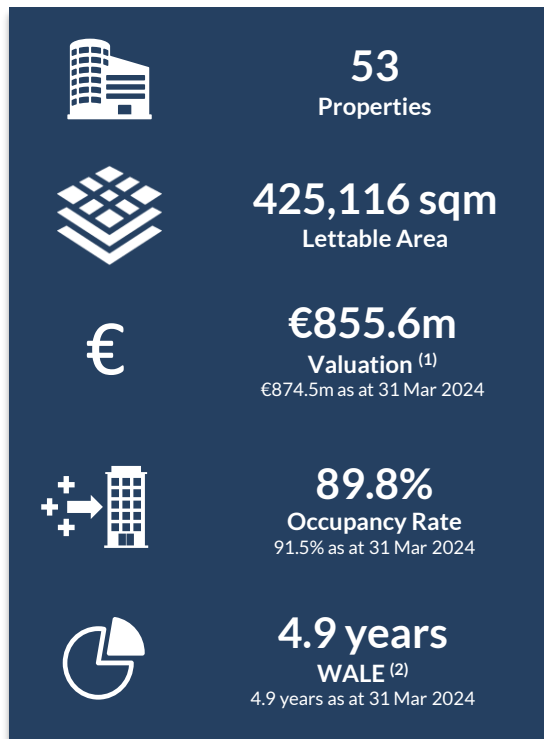 53
Properties
425,116 sqm
Lettable Area
€
€855.6m
Valuation (1)
€874.5m as at 31 Mar 2024
89.8%
Occupancy Rate
91.5% as at 31 Mar 2024
4.9 years
WALE (2)
4.9 years as at 31 Mar 2024